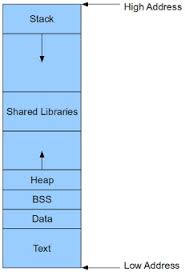 High Address
Stack
Shared Libraries
Heap
BSS
Data
Text
Low Address